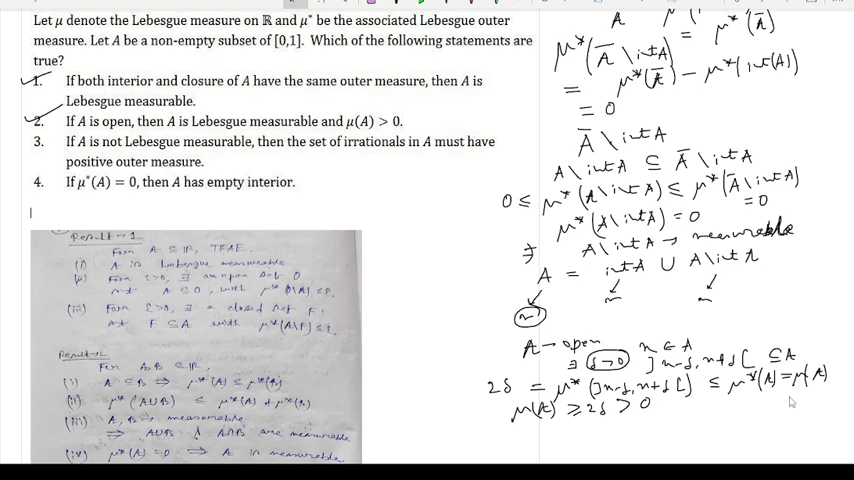 Let μ denote the Lebesgue measure on ℝ and μ* be the associated Lebesgue outer
measure. Let A be a non-empty subset of [0,1]. Which of the following statements are
true?
1. If both interior and closure of A have the same outer measure, then A is
Lebesgue measurable.
2. If A is open, then A is Lebesgue measurable and μ(A) > 0.
3. If A is not Lebesgue measurable, then the set of irrationals in A must have
positive outer measure.
4. If μ*(A) = 0, then A has empty interior.
Result-1
For A ⊆ ℝ, TFAE.
(i) A is Lebesgue measurable
(ii) For ε>0, ∃ an open set O
A ⊆ O, with μ*(O\A) ≤ ε.
(iii) For ε>0, ∃ a closed set F
F ⊆ A with μ*(A\F) ≤ ε
Result-2
For A,B ⊆ ℝ,
(i) A ⊆ B ⇒ μ*(A) ≤ μ*(B)
(ii) μ*(A∪B) ≤ μ*(A) + μ*(B)
(iii) A, B → measurable
⇒ A∪B & A∩B are measurable
(iv) μ*(A)=0 ⇒ A is measurable
A
= μ*(Ā)
μ*(Ā \ int A)
= μ*(Ā) − μ*(int(A))
= 0
Ā \ int A
A \ int A ⊆ Ā \ int A
0 ≤ μ*(A \ int A) ≤ μ*(Ā \ int A)
= 0
μ*(A \ int A) = 0
A \ int A → measurable
A = int A ∪ A \ int A
m m m
A → open x ∈ A
∃ δ>0 ]x-δ, x+δ[ ⊆ A
2δ = μ*(]x-δ, x+δ[) ≤ μ*(A) = μ(A)
μ(A) ≥ 2δ > 0